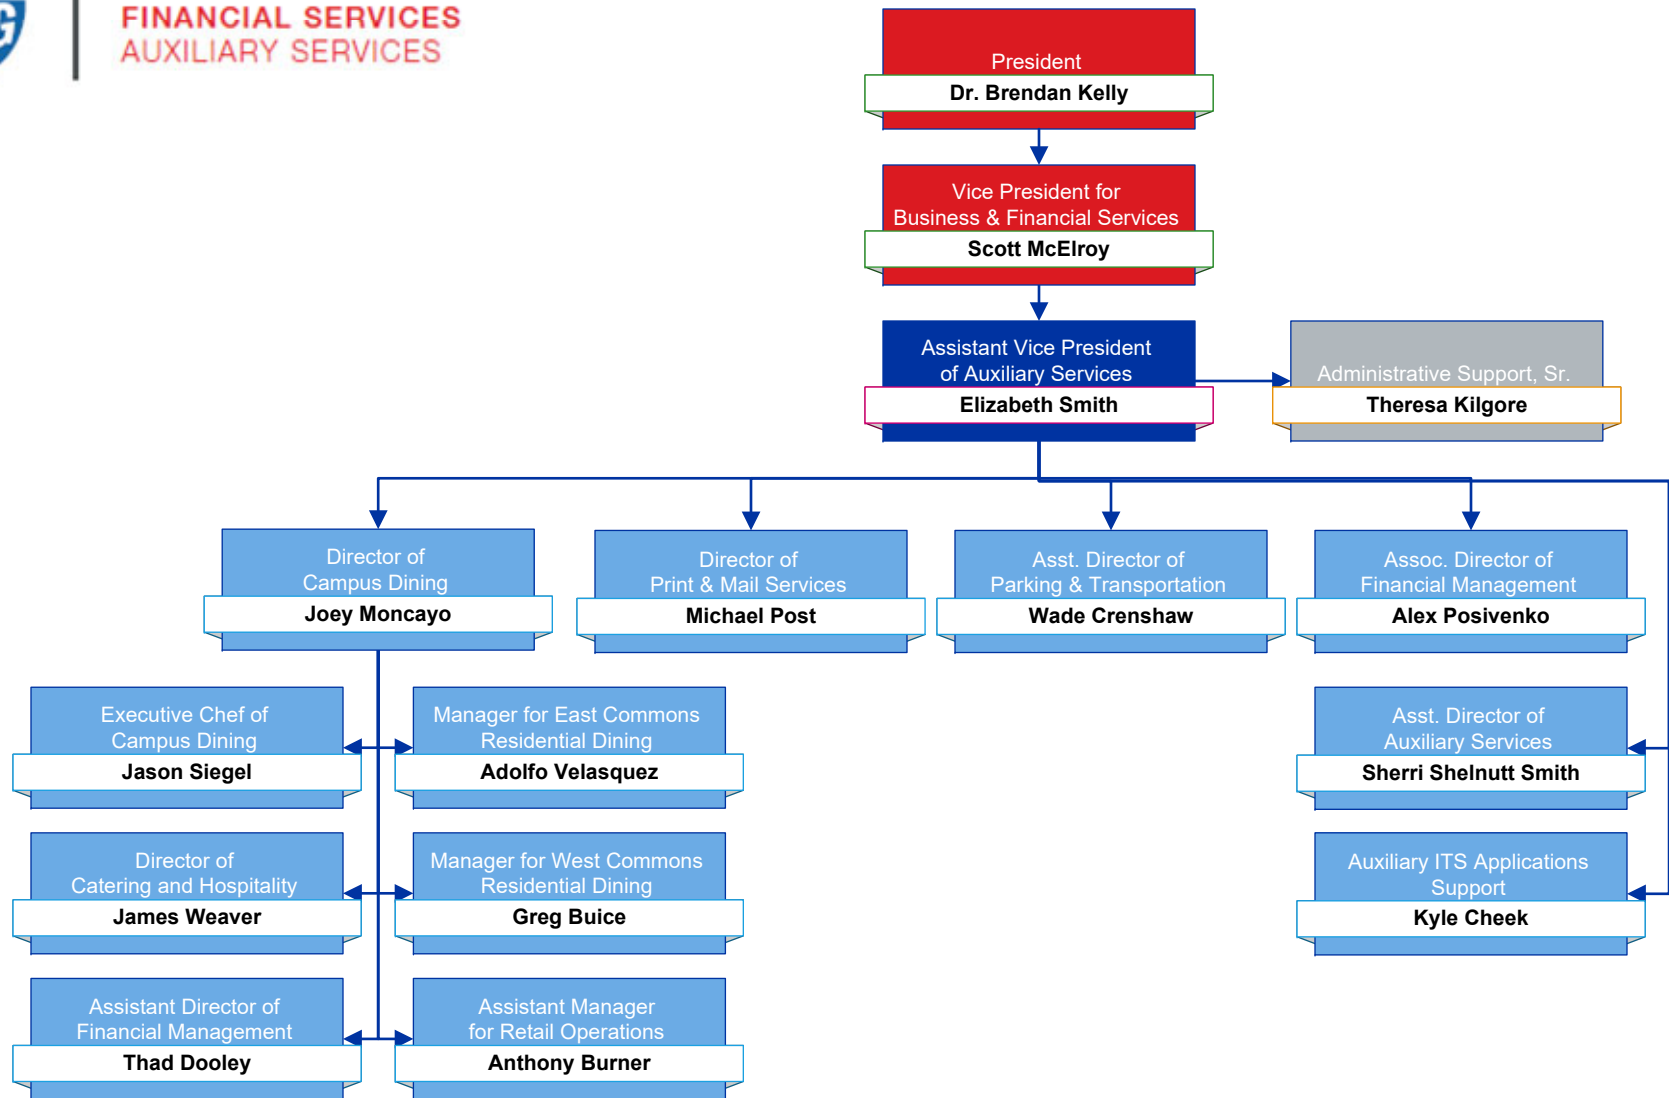 FINANCIAL SERVICES
AUXILIARY SERVICES
President
Dr. Brendan Kelly
Vice President for
Business & Financial Services
Scott McElroy
Assistant Vice President
of Auxiliary Services
Elizabeth Smith
Administrative Support, Sr.
Theresa Kilgore
Director of
Campus Dining
Joey Moncayo
Director of
Print & Mail Services
Michael Post
Asst. Director of
Parking & Transportation
Wade Crenshaw
Assoc. Director of
Financial Management
Alex Posivenko
Executive Chef of
Campus Dining
Jason Siegel
Manager for East Commons
Residential Dining
Adolfo Velasquez
Asst. Director of
Auxiliary Services
Sherri Shelnutt Smith
Director of
Catering and Hospitality
James Weaver
Manager for West Commons
Residential Dining
Greg Buice
Auxiliary ITS Applications
Support
Kyle Cheek
Assistant Director of
Financial Management
Thad Dooley
Assistant Manager
for Retail Operations
Anthony Burner